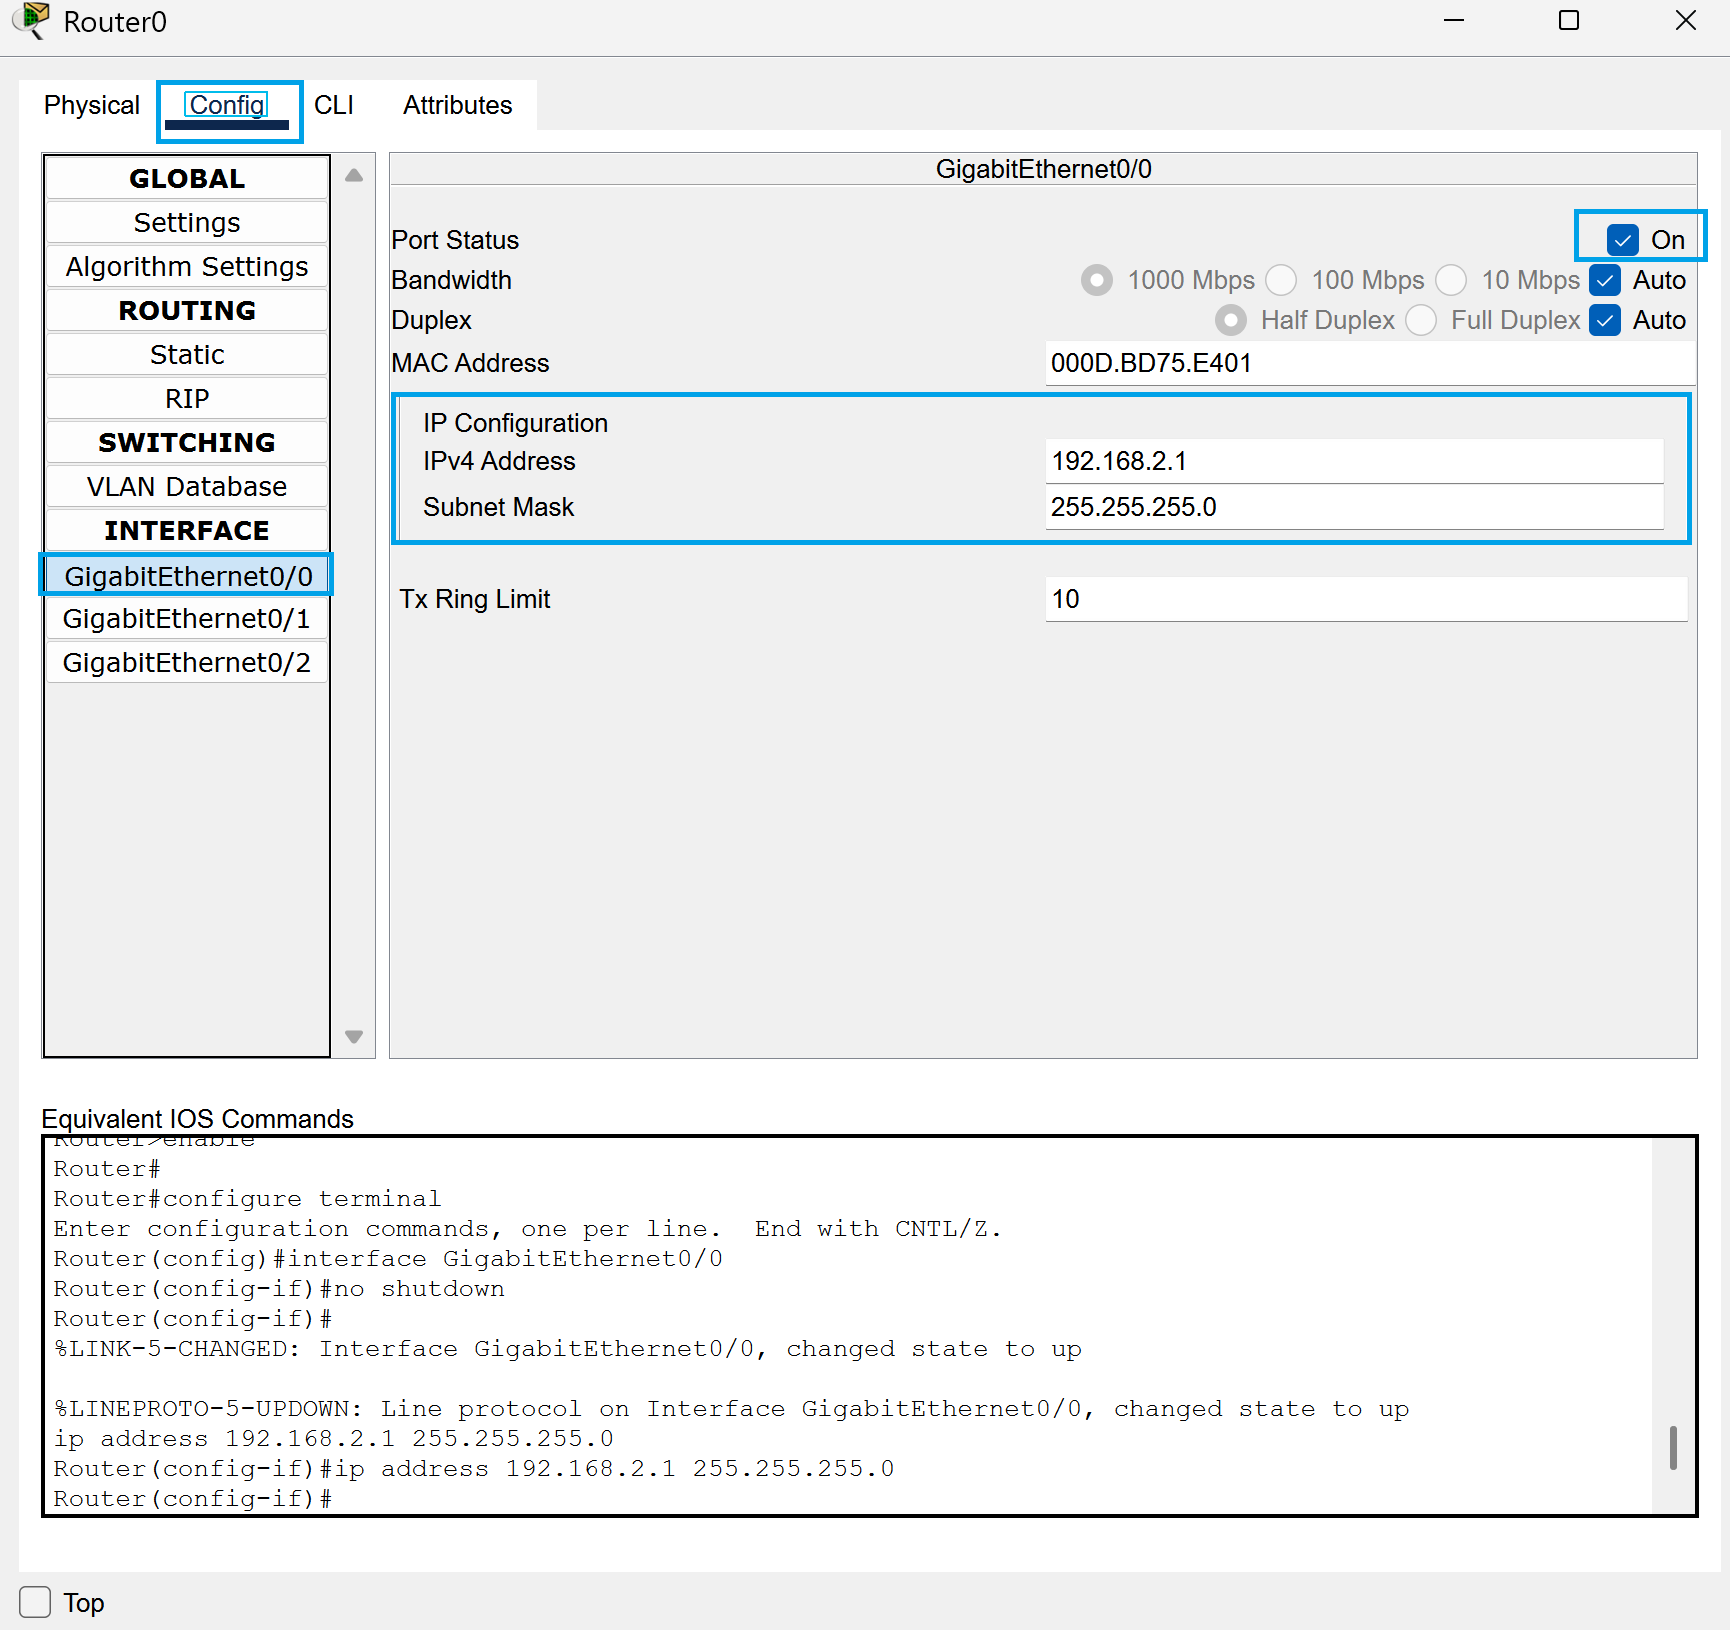 Router0
Physical Config CLI Attributes
GLOBAL
Settings
Algorithm Settings
ROUTING
Static
RIP
SWITCHING
VLAN Database
INTERFACE
GigabitEthernet0/0
GigabitEthernet0/1
GigabitEthernet0/2
GigabitEthernet0/0
Port Status On
Bandwidth 1000 Mbps 100 Mbps 10 Mbps Auto
Duplex Half Duplex Full Duplex Auto
MAC Address 000D.BD75.E401
IP Configuration
IPv4 Address 192.168.2.1
Subnet Mask 255.255.255.0
Tx Ring Limit 10
Equivalent IOS Commands
Router>enable
Router#
Router#configure terminal
Enter configuration commands, one per line.  End with CNTL/Z.
Router(config)#interface GigabitEthernet0/0
Router(config-if)#no shutdown
Router(config-if)#
%LINK-5-CHANGED: Interface GigabitEthernet0/0, changed state to up
%LINEPROTO-5-UPDOWN: Line protocol on Interface GigabitEthernet0/0, changed state to up
ip address 192.168.2.1 255.255.255.0
Router(config-if)#ip address 192.168.2.1 255.255.255.0
Router(config-if)#
Top